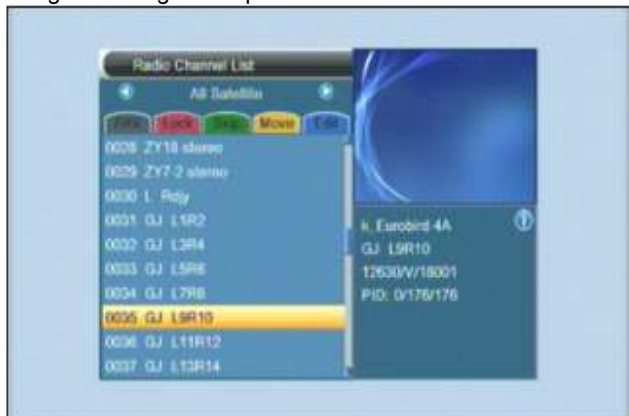 Radio Channel List
All Satellite
Lock Skip Move Edit
0028 ZY18 stereo
0029 ZY7-2 stereo
0030 L
0031 GJ L1R2
0032 GJ L3R4
0033 GJ L5R6
0034 GJ L7R8
0035 GJ L9R10
0036 GJ L11R12
0037 GJ L13R14
Eurobird 4A
GJ L9R10
12630/V/18001
PID: 0/176/176